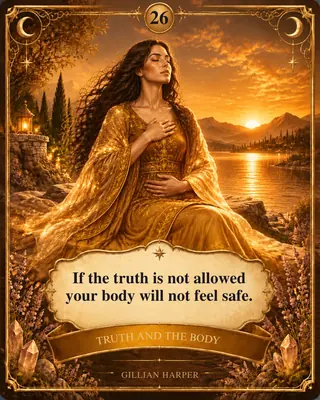 26
If the truth is not allowed
your body will not feel safe.
TRUTH AND THE BODY
GILLIAN HARPER